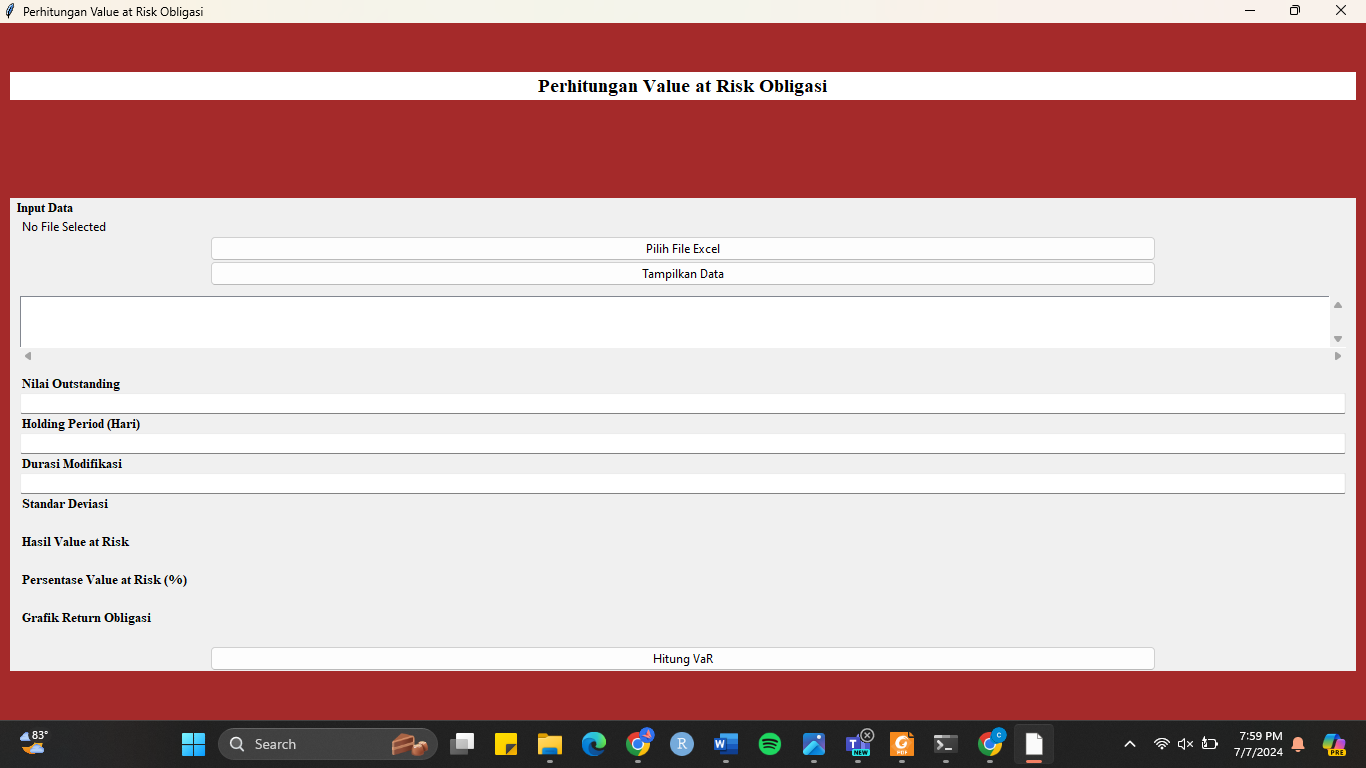 Perhitungan Value at Risk Obligasi
Perhitungan Value at Risk Obligasi
Input Data
No File Selected
Pilih File Excel
Tampilkan Data
Nilai Outstanding
Holding Period (Hari)
Durasi Modifikasi
Standar Deviasi
Hasil Value at Risk
Persentase Value at Risk (%)
Grafik Return Obligasi
Hitung VaR
83°
Search
R
W
T
NEW
PDF
C
7:59 PM
7/7/2024
PRE